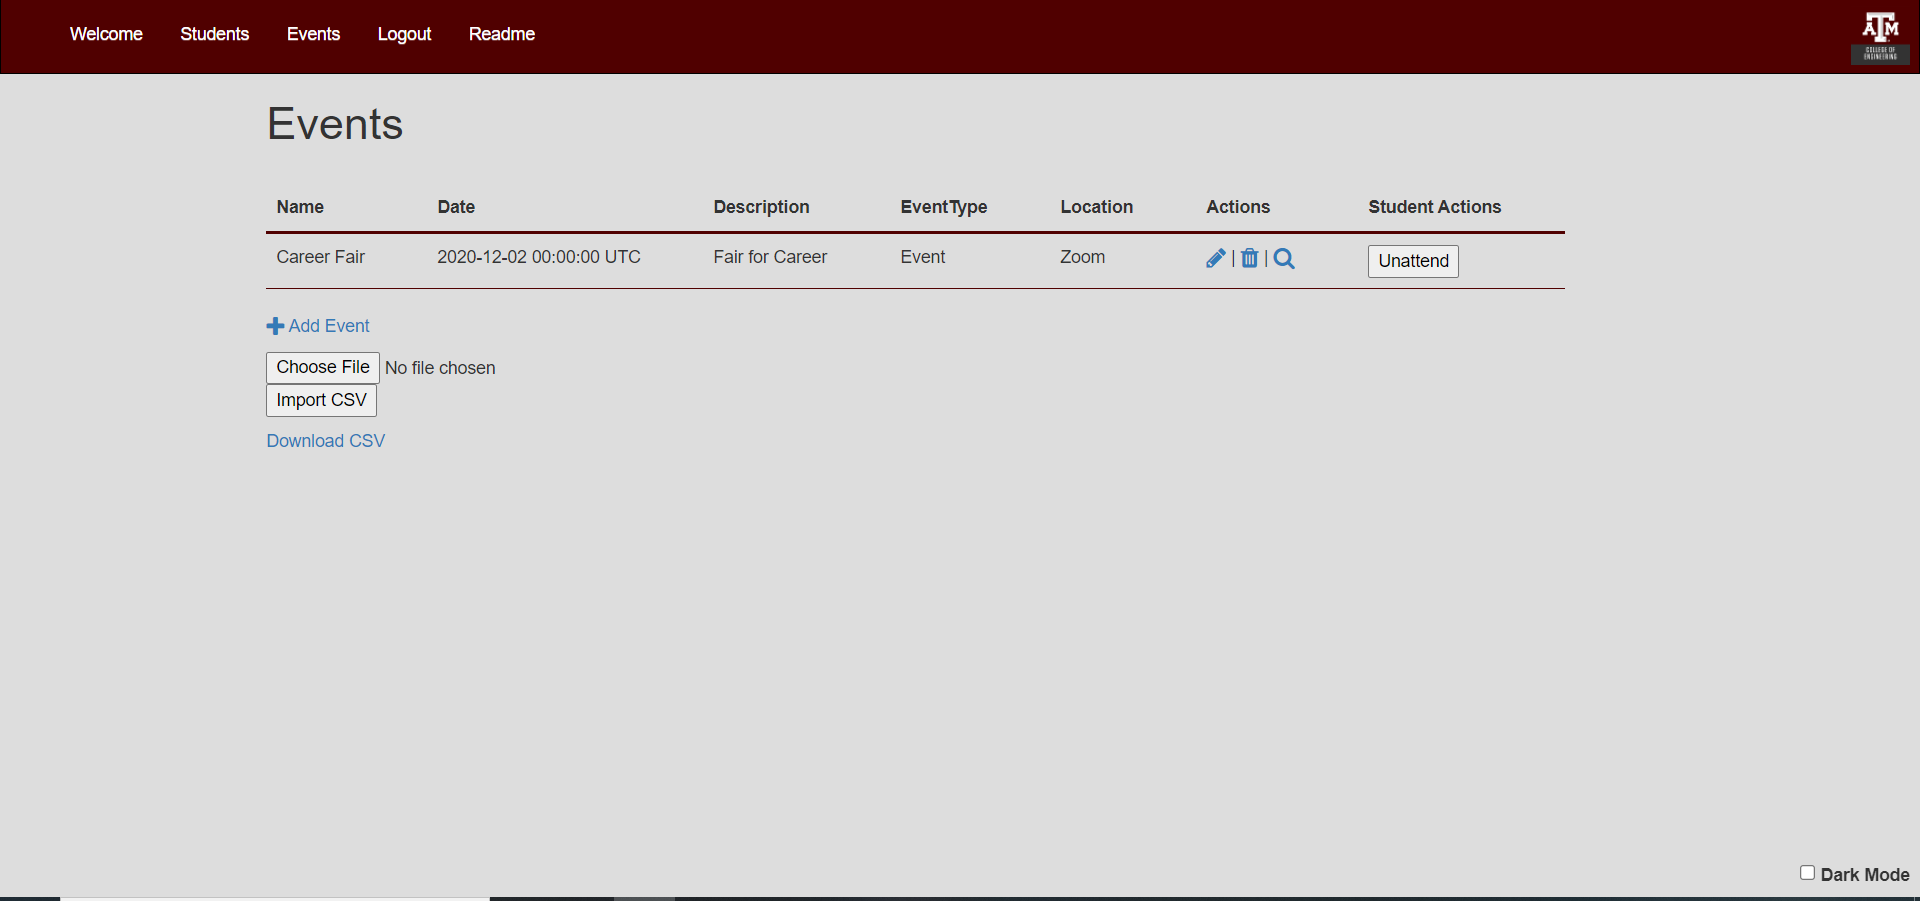 Welcome Students Events Logout Readme
ATM
COLLEGE OF
ENGINEERING
Events
Name Date Description EventType Location Actions Student Actions
Career Fair 2020-12-02 00:00:00 UTC Fair for Career Event Zoom | | Unattend
Add Event
Choose File No file chosen
Import CSV
Download CSV
Dark Mode